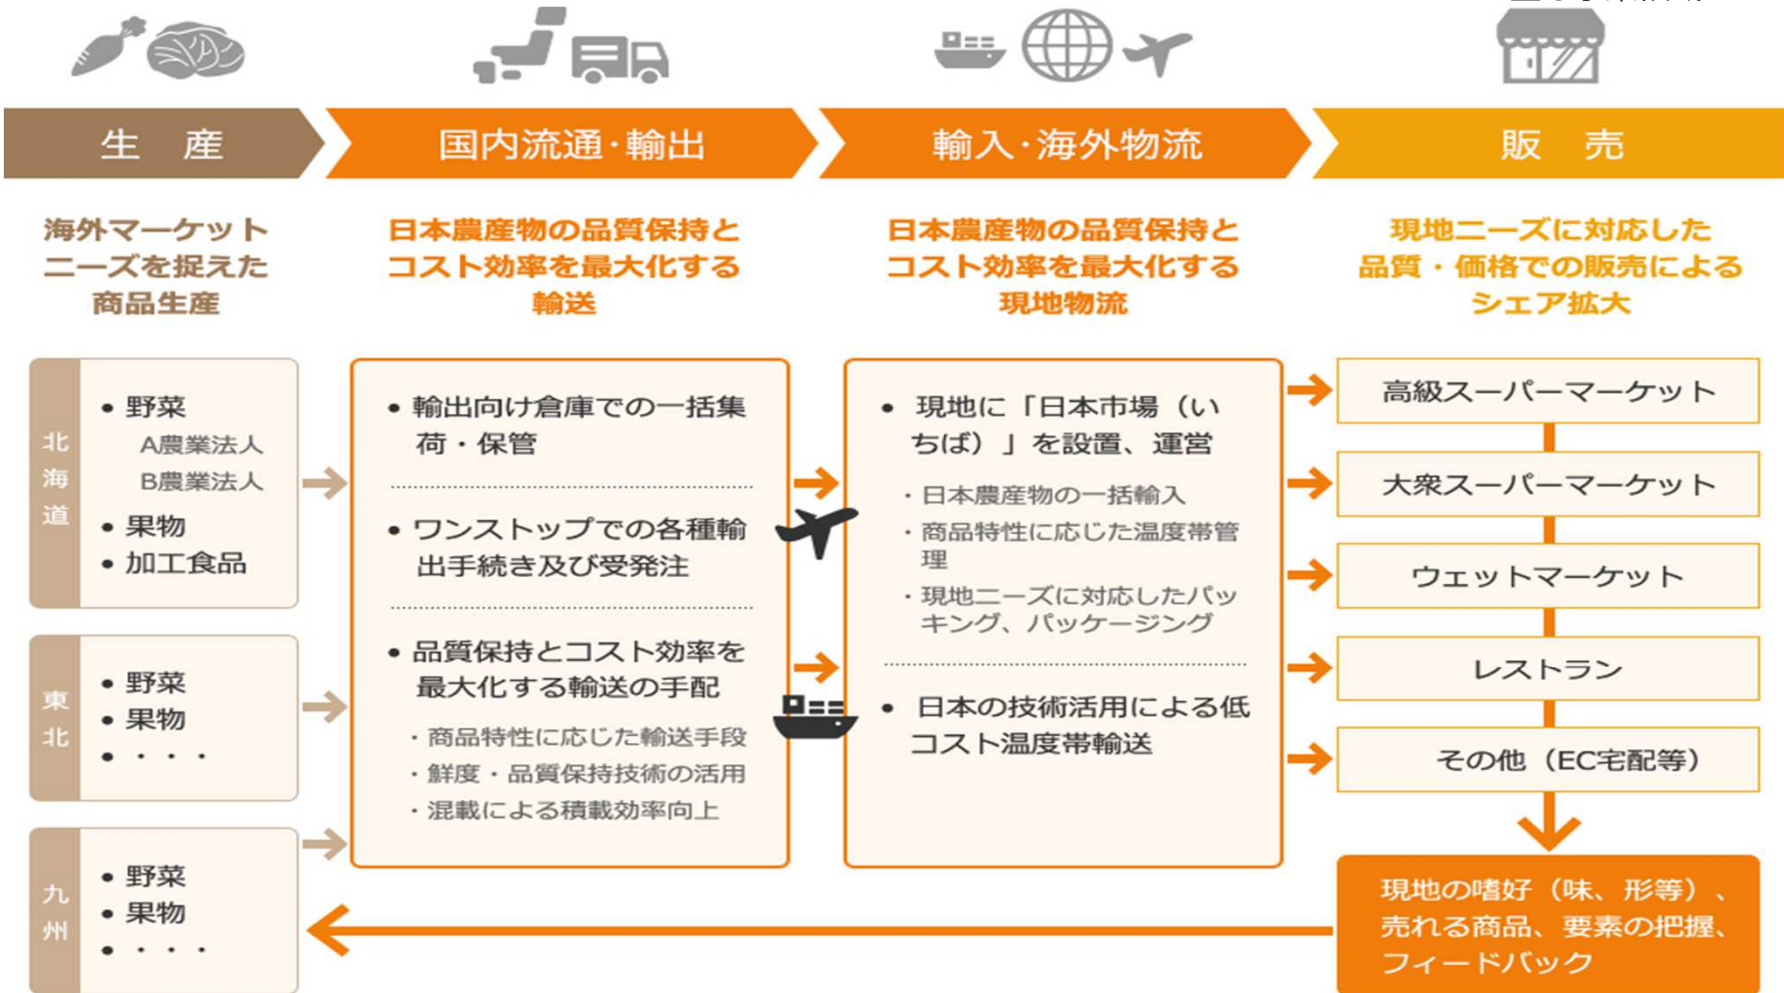 生 産
国内流通･輸出
輸入･海外物流
販 売
海外マーケット
ニーズを捉えた
商品生産
日本農産物の品質保持と
コスト効率を最大化する
輸送
日本農産物の品質保持と
コスト効率を最大化する
現地物流
現地ニーズに対応した
品質・価格での販売による
シェア拡大
北海道
• 野菜
A農業法人
B農業法人
• 果物
• 加工食品
東北
• 野菜
• 果物
• ・・・
九州
• 野菜
• 果物
• ・・・
• 輸出向け倉庫での一括集
荷・保管
• ワンストップでの各種輸
出手続き及び受発注
• 品質保持とコスト効率を
最大化する輸送の手配
・商品特性に応じた輸送手段
・鮮度・品質保持技術の活用
・混載による積載効率向上
• 現地に「日本市場（い
ちば）」を設置、運営
・日本農産物の一括輸入
・商品特性に応じた温度帯管
理
・現地ニーズに対応したパッ
キング、パッケージング
• 日本の技術活用による低
コスト温度帯輸送
高級スーパーマーケット
大衆スーパーマーケット
ウェットマーケット
レストラン
その他（EC宅配等）
現地の嗜好（味、形等）、
売れる商品、要素の把握、
フィードバック